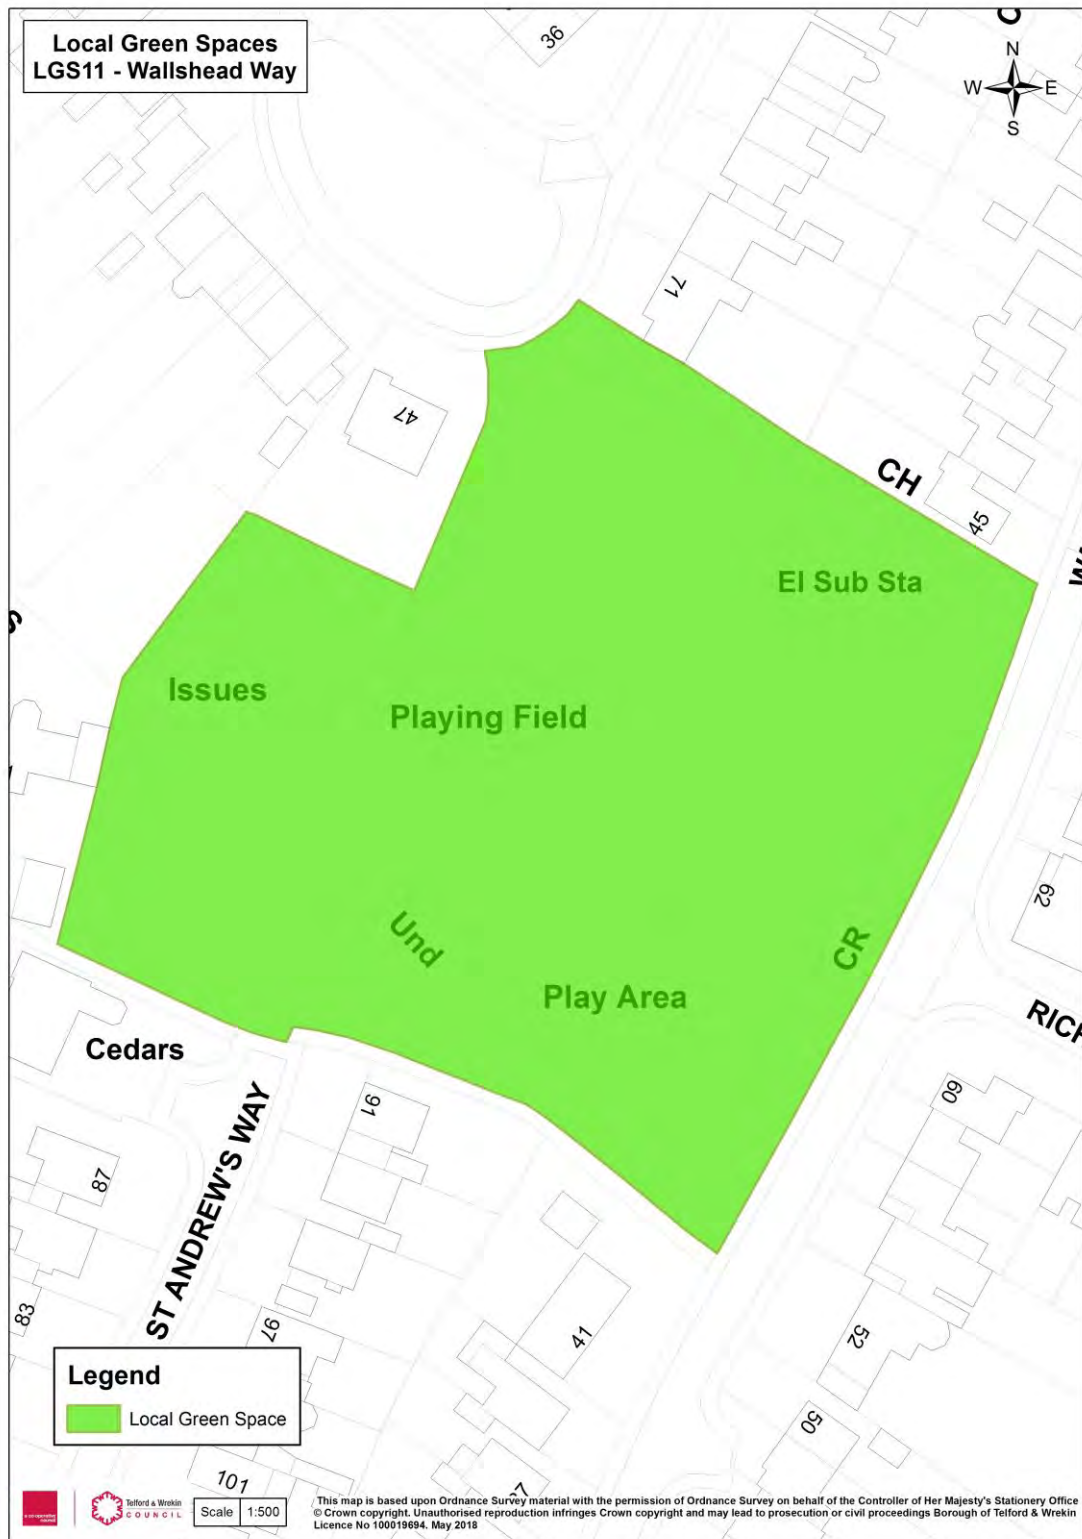 Local Green Spaces
LGS11 - Wallshead Way
36
N
W
E
S
71
47
CH
45
El Sub Sta
Issues
Playing Field
62
Und
CR
Play Area
Cedars
91
60
87
ST ANDREW'S WAY
83
97
41
52
50
101
Legend
Local Green Space
Telford & Wrekin
COUNCIL
Scale 1:500
This map is based upon Ordnance Survey material with the permission of Ordnance Survey on behalf of the Controller of Her Majesty's Stationery Office
© Crown copyright. Unauthorised reproduction infringes Crown copyright and may lead to prosecution or civil proceedings Borough of Telford & Wrekin
Licence No 100019694. May 2018